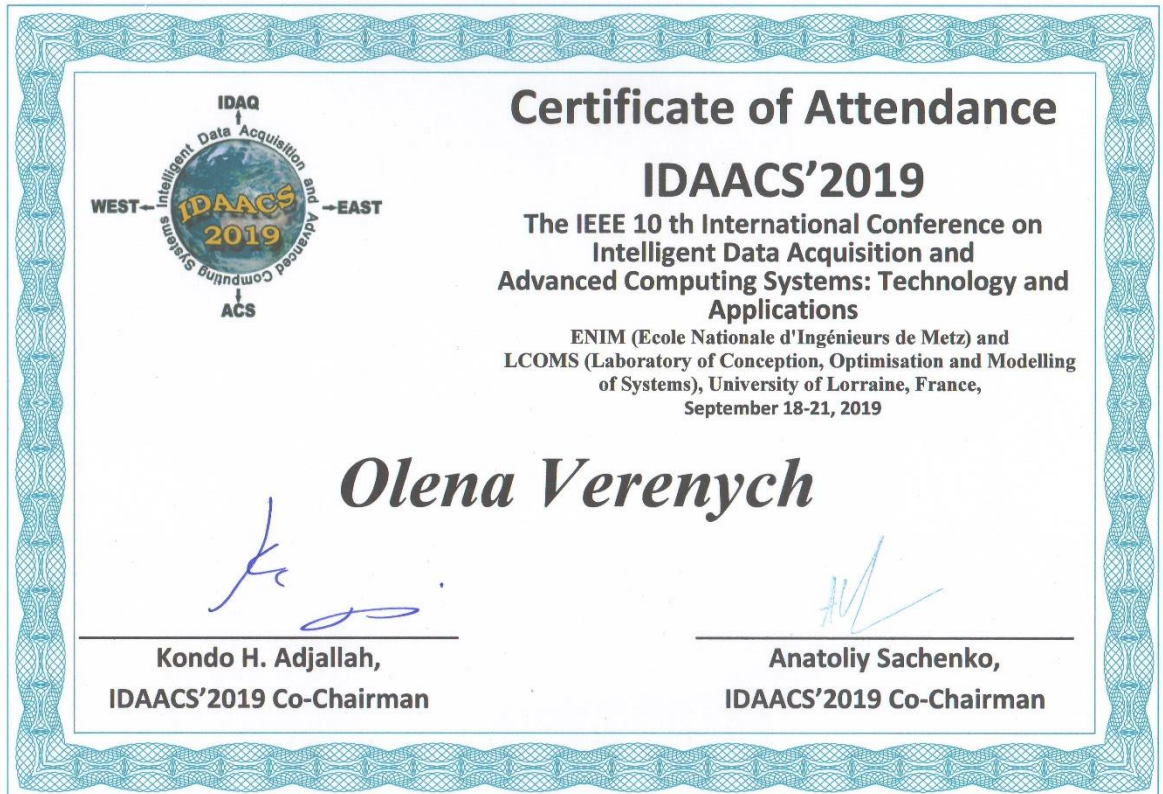 IDAQ
Intelligent Data Acquisition and Advanced Computing Systems
WEST
EAST
IDAACS
2019
ACS
Certificate of Attendance
IDAACS’2019
The IEEE 10 th International Conference on
Intelligent Data Acquisition and
Advanced Computing Systems: Technology and
Applications
ENIM (Ecole Nationale d'Ingénieurs de Metz) and
LCOMS (Laboratory of Conception, Optimisation and Modelling
of Systems), University of Lorraine, France,
September 18-21, 2019
Olena Verenych
Kondo H. Adjallah,
IDAACS’2019 Co-Chairman
Anatoliy Sachenko,
IDAACS’2019 Co-Chairman